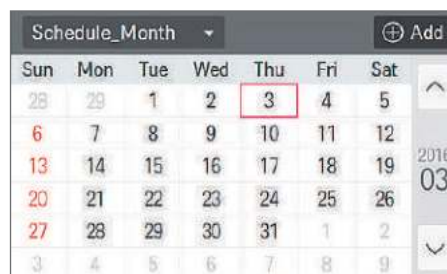 Schedule_Month Add
Sun Mon Tue Wed Thu Fri Sat
28 29 1 2 3 4 5
6 7 8 9 10 11 12
2016
13 14 15 16 17 18 19
03
20 21 22 23 24 25 26
27 28 29 30 31 1 2
3 4 5 6 7 8 9